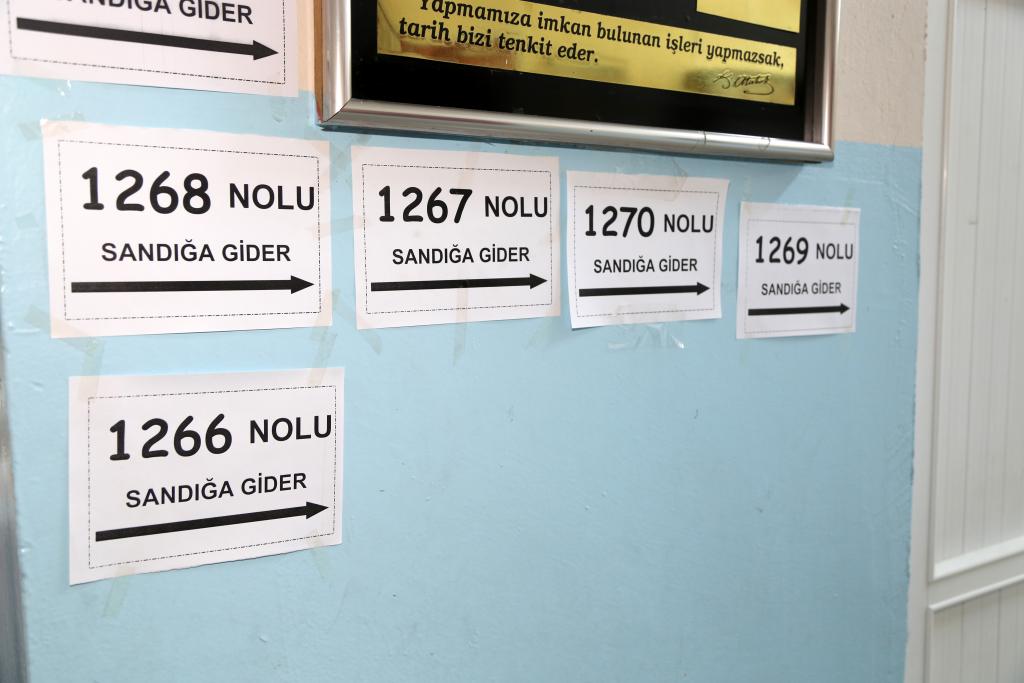 ANDIĞA GİDER
Yapmamıza imkan bulunan işleri yapmazsak,
tarih bizi tenkit eder.
1268 NOLU
SANDIĞA GİDER
1267 NOLU
SANDIĞA GİDER
1270 NOLU
SANDIĞA GİDER
1269 NOLU
SANDIĞA GİDER
1266 NOLU
SANDIĞA GİDER